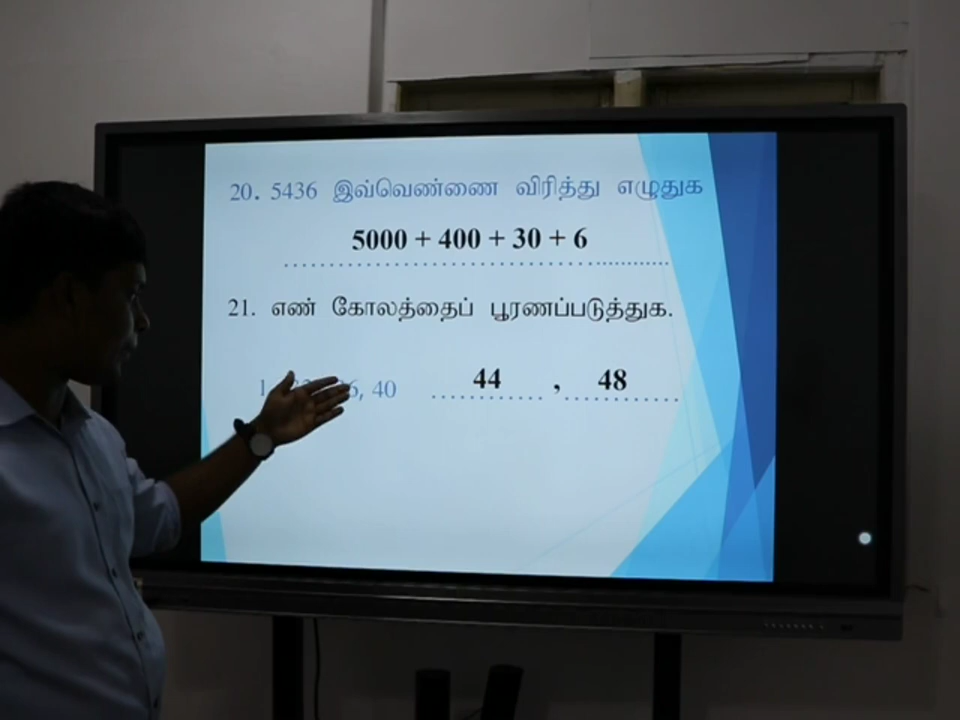 20. 5436 இவ்வெண்ணை விரித்து எழுதுக
5000 + 400 + 30 + 6
21. எண் கோலத்தைப் பூரணப்படுத்துக.
40 44 , 48